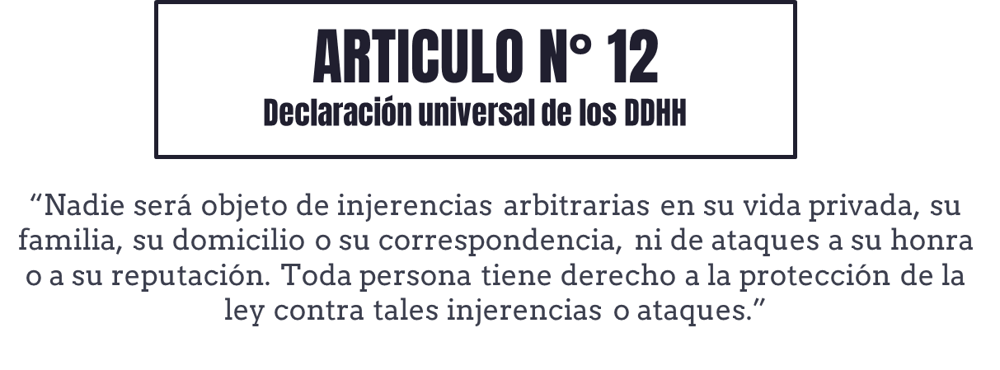 ARTICULO N° 12
Declaración universal de los DDHH
“Nadie será objeto de injerencias arbitrarias en su vida privada, su
familia, su domicilio o su correspondencia, ni de ataques a su honra
o a su reputación. Toda persona tiene derecho a la protección de la
ley contra tales injerencias o ataques.”